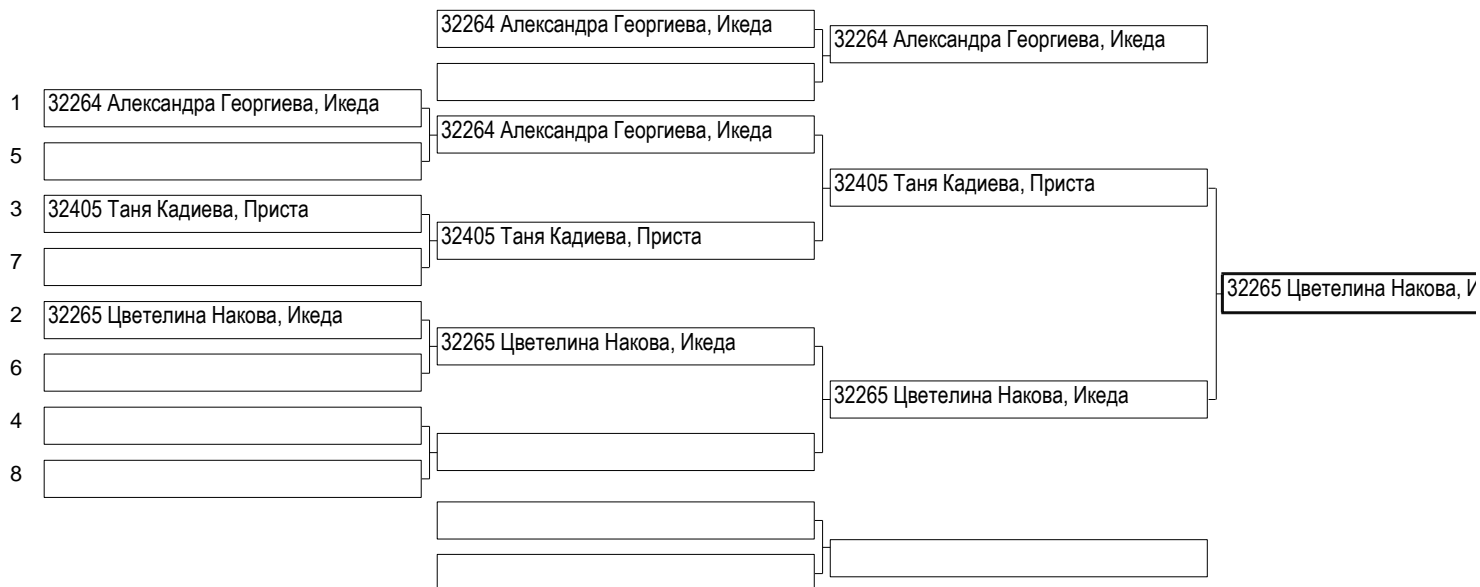 32264 Александра Георгиева, Икеда
32264 Александра Георгиева, Икеда
1 32264 Александра Георгиева, Икеда
32264 Александра Георгиева, Икеда
5
32405 Таня Кадиева, Приста
3 32405 Таня Кадиева, Приста
32405 Таня Кадиева, Приста
7
32265 Цветелина Накова, И
2 32265 Цветелина Накова, Икеда
32265 Цветелина Накова, Икеда
6
32265 Цветелина Накова, Икеда
4
8